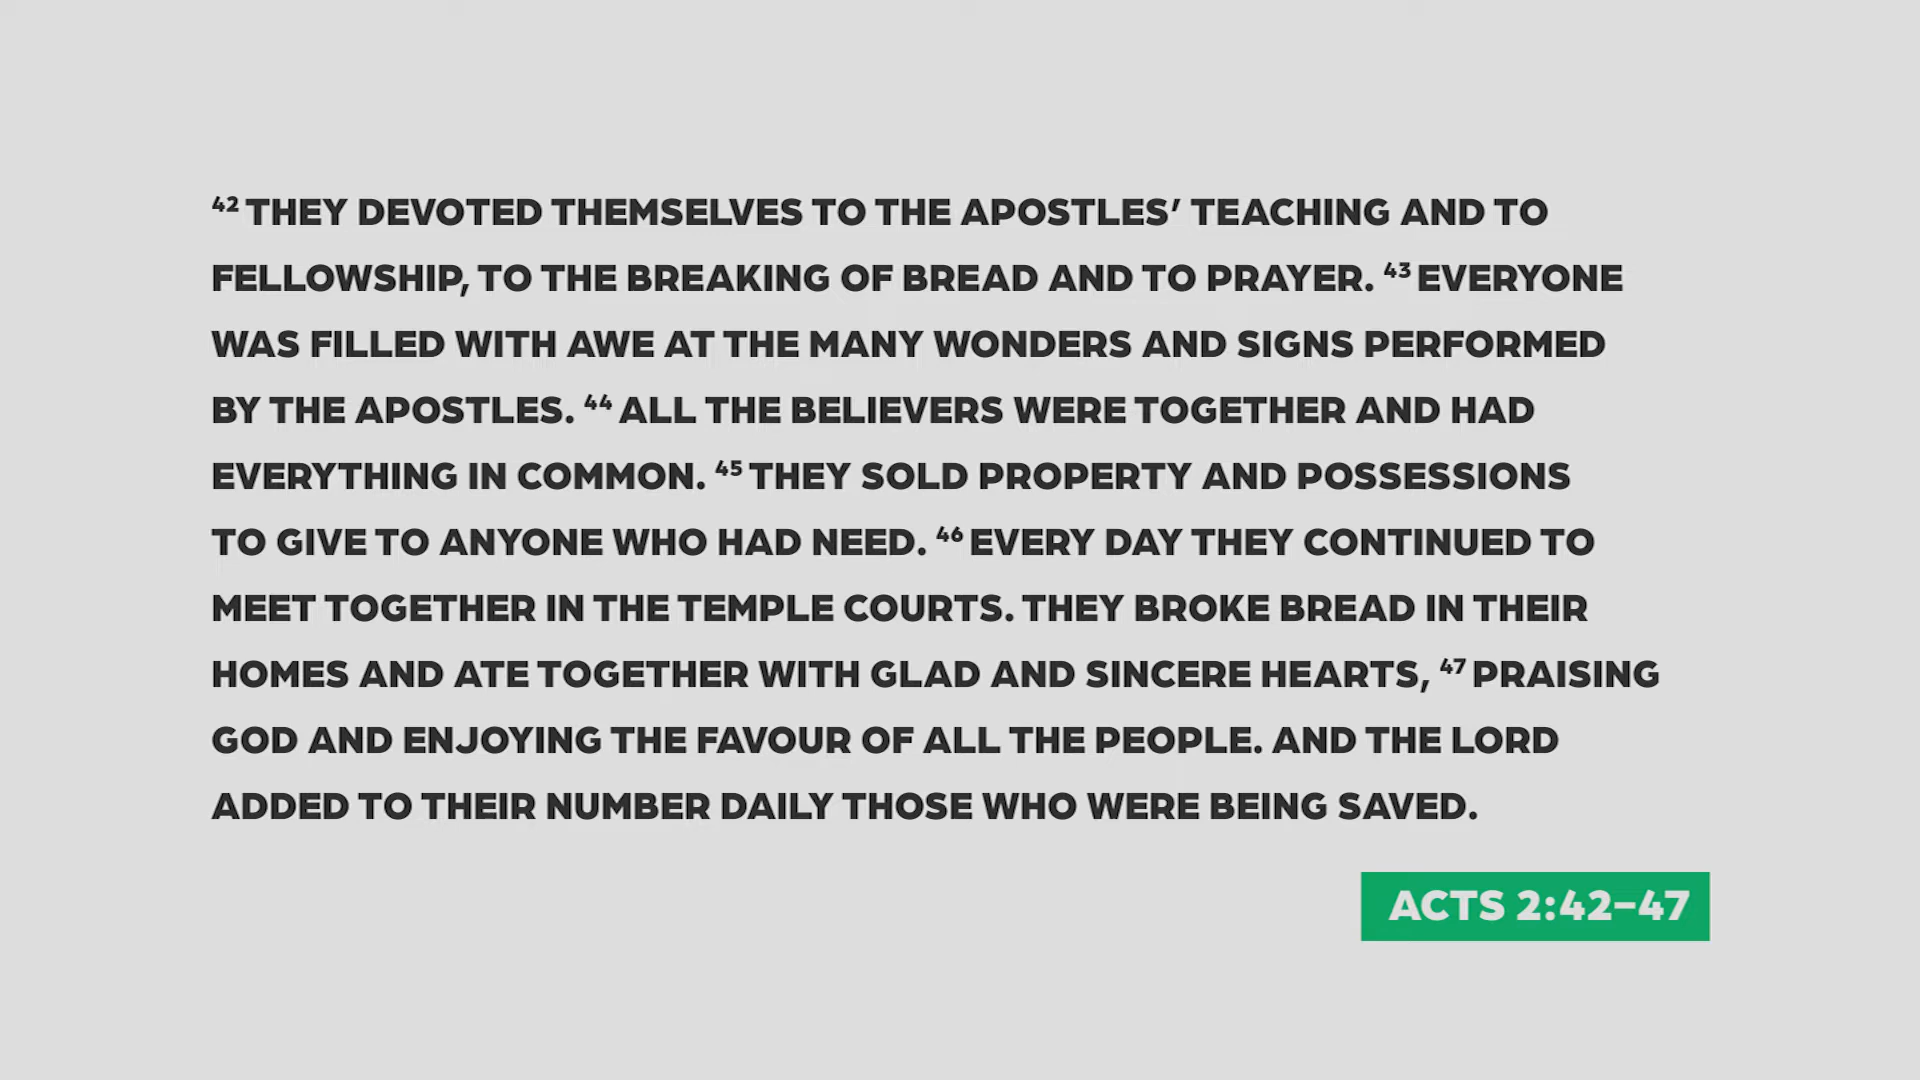 42 THEY DEVOTED THEMSELVES TO THE APOSTLES' TEACHING AND TO
FELLOWSHIP, TO THE BREAKING OF BREAD AND TO PRAYER. 43 EVERYONE
WAS FILLED WITH AWE AT THE MANY WONDERS AND SIGNS PERFORMED
BY THE APOSTLES. 44 ALL THE BELIEVERS WERE TOGETHER AND HAD
EVERYTHING IN COMMON. 45 THEY SOLD PROPERTY AND POSSESSIONS
TO GIVE TO ANYONE WHO HAD NEED. 46 EVERY DAY THEY CONTINUED TO
MEET TOGETHER IN THE TEMPLE COURTS. THEY BROKE BREAD IN THEIR
HOMES AND ATE TOGETHER WITH GLAD AND SINCERE HEARTS, 47 PRAISING
GOD AND ENJOYING THE FAVOUR OF ALL THE PEOPLE. AND THE LORD
ADDED TO THEIR NUMBER DAILY THOSE WHO WERE BEING SAVED.
ACTS 2:42–47